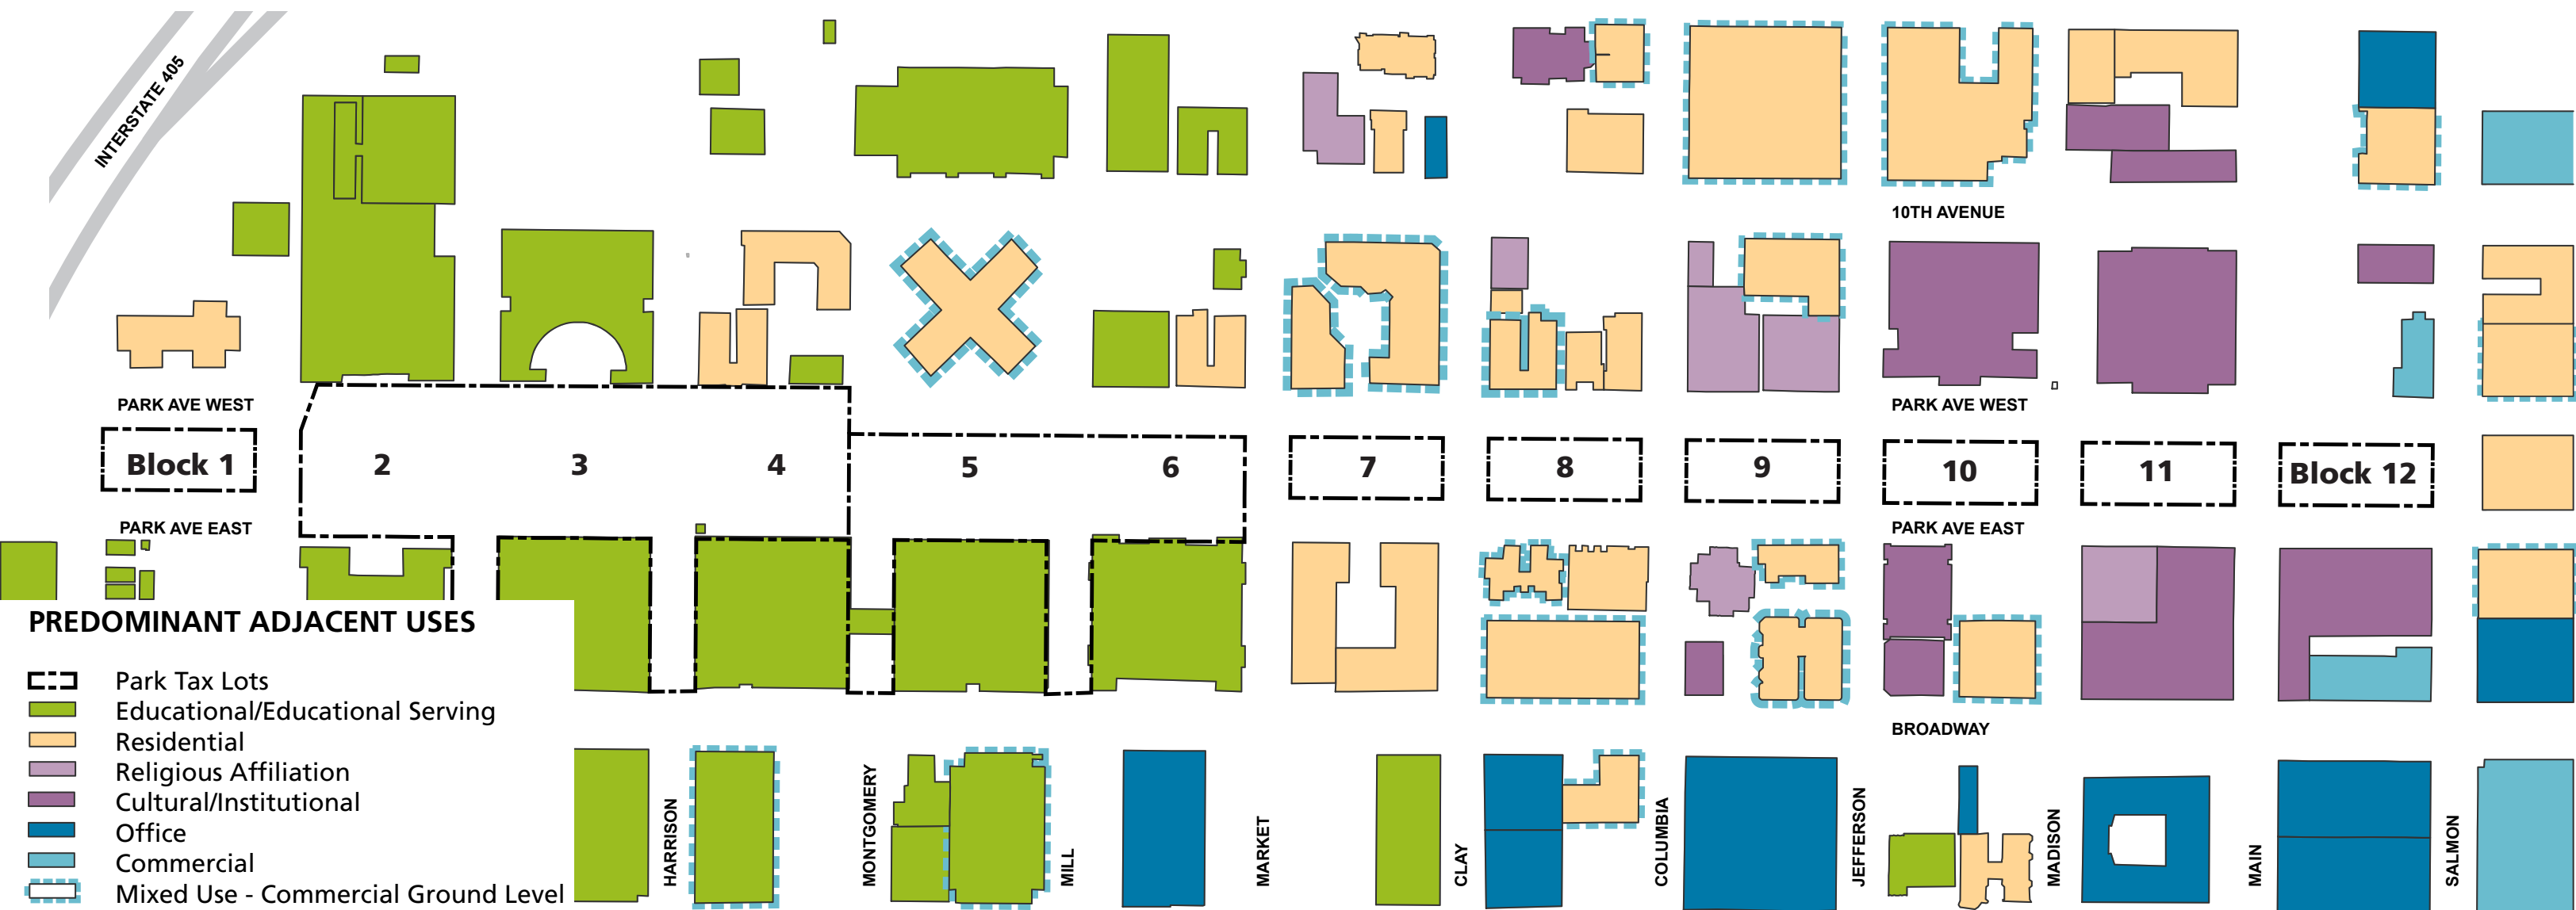 INTERSTATE 405
10TH AVENUE
PARK AVE WEST
PARK AVE WEST
Block 1
2
3
4
5
6
7
8
9
10
11
Block 12
PARK AVE EAST
PARK AVE EAST
BROADWAY
HARRISON
MONTGOMERY
MILL
MARKET
CLAY
COLUMBIA
JEFFERSON
MADISON
MAIN
SALMON
PREDOMINANT ADJACENT USES
Park Tax Lots
Educational/Educational Serving
Residential
Religious Affiliation
Cultural/Institutional
Office
Commercial
Mixed Use - Commercial Ground Level